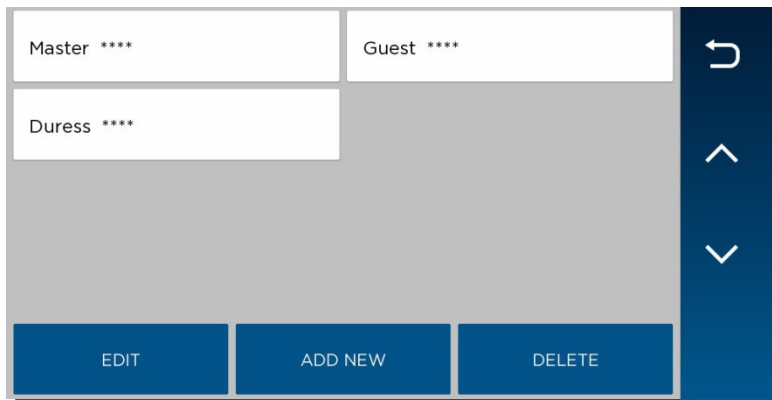 Master ****
Guest ****
Duress ****
EDIT
ADD NEW
DELETE